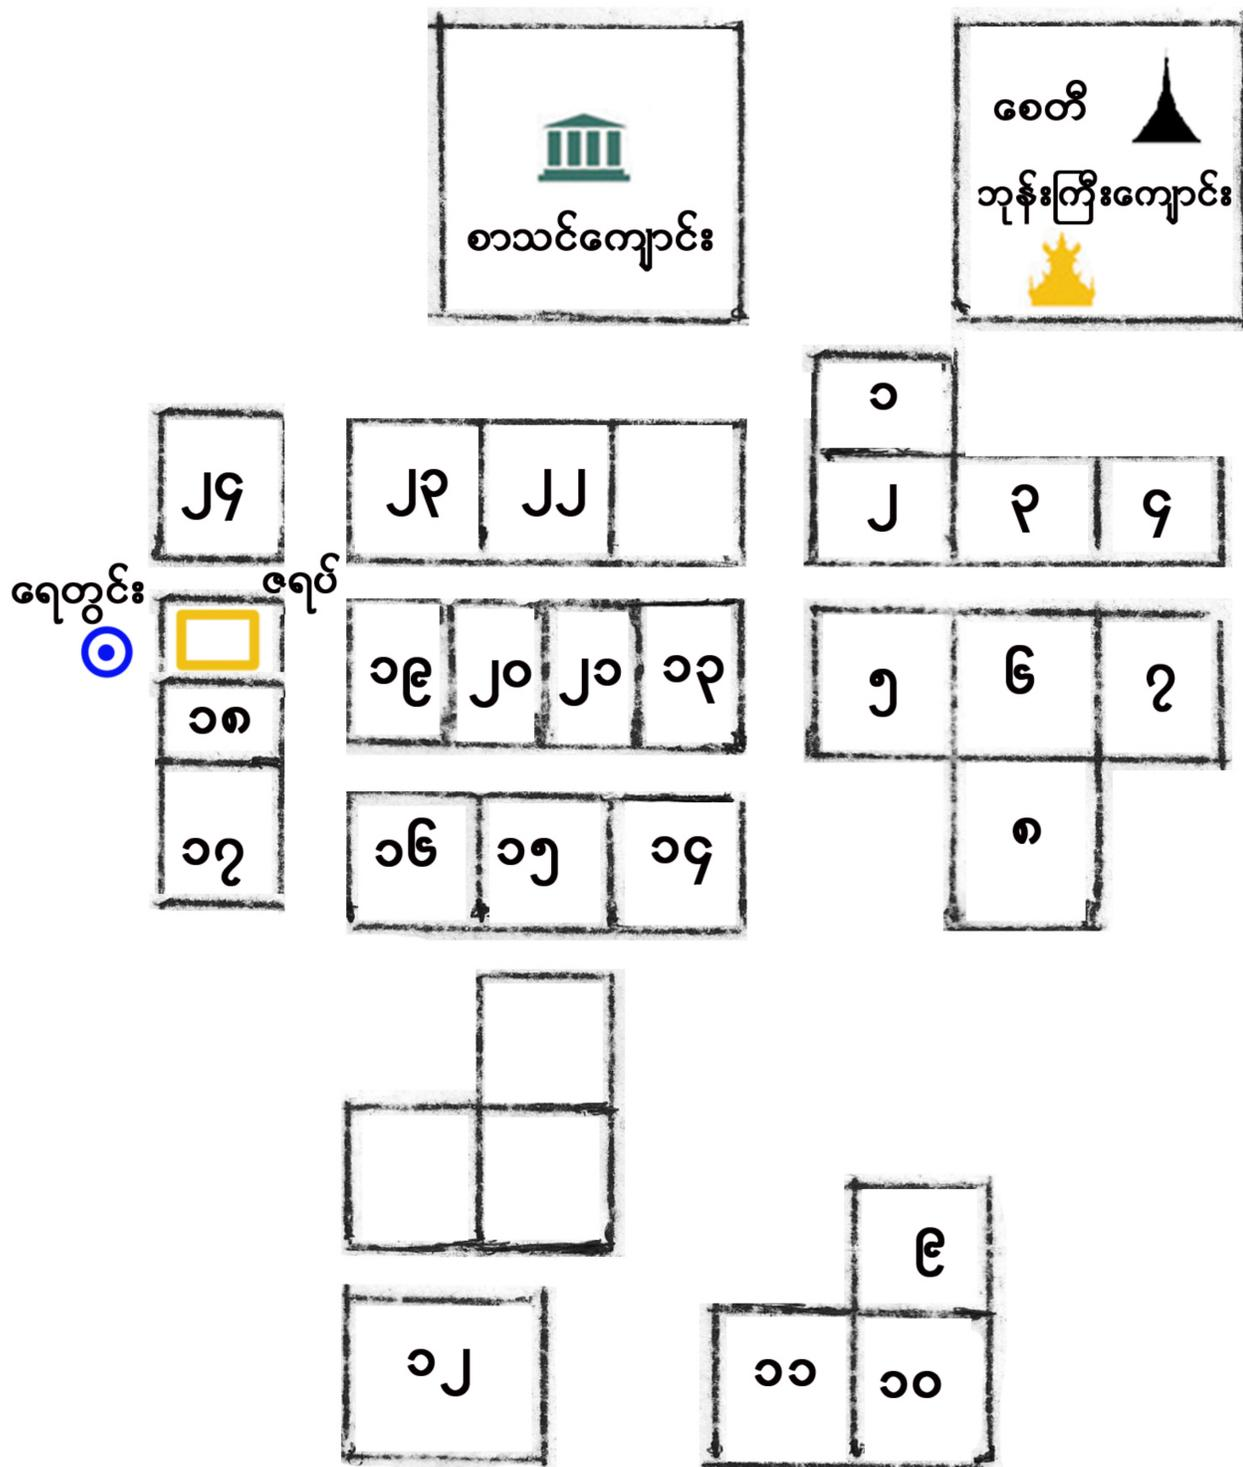 စေတီ
ဘုန်းကြီးကျောင်း
စာသင်ကျောင်း
၁
၂၄
၂၃ ၂၂
၂ ၃ ၄
ရေတွင်း ဇရပ်
၁၉ ၂၀ ၂၁ ၁၃
၅ ၆ ၇
၁၈
၈
၁၇
၁၆ ၁၅ ၁၄
၉
၁၂
၁၁ ၁၀